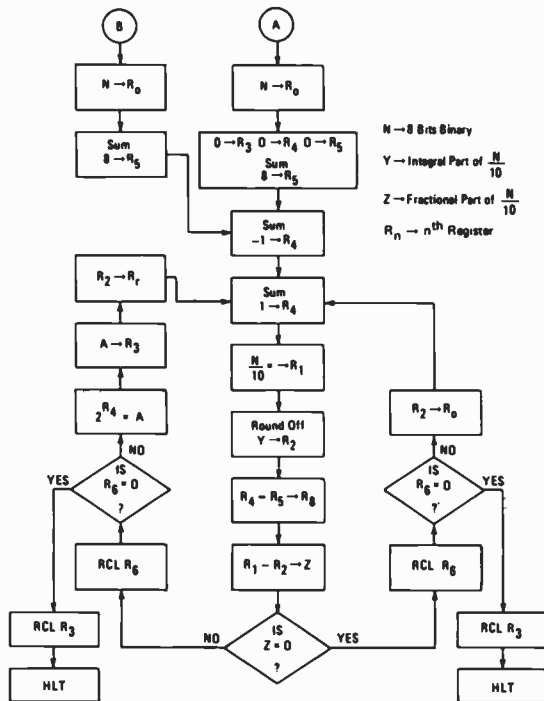 B
A
N → R₀
N → R₀
Sum
8 → R₅
0 → R₃ 0 → R₄ 0 → R₅
Sum
8 → R₅
N → 8 Bits Binary
Y → Integral Part of N/10
Z → Fractional Part of N/10
Rₙ → nᵗʰ Register
Sum
-1 → R₄
R₂ → Rᵣ
Sum
1 → R₄
A → R₃
N/10 = → R₁
2^R₄ = A
Round Off
Y → R₂
R₂ → R₀
NO
NO
YES
IS
R₆ = 0
?
R₄ – R₅ → R₈
IS
R₆ = 0
?
YES
RCL R₆
R₁ – R₂ → Z
RCL R₆
RCL R₃
NO
IS
Z = 0
?
YES
RCL R₃
HLT
HLT